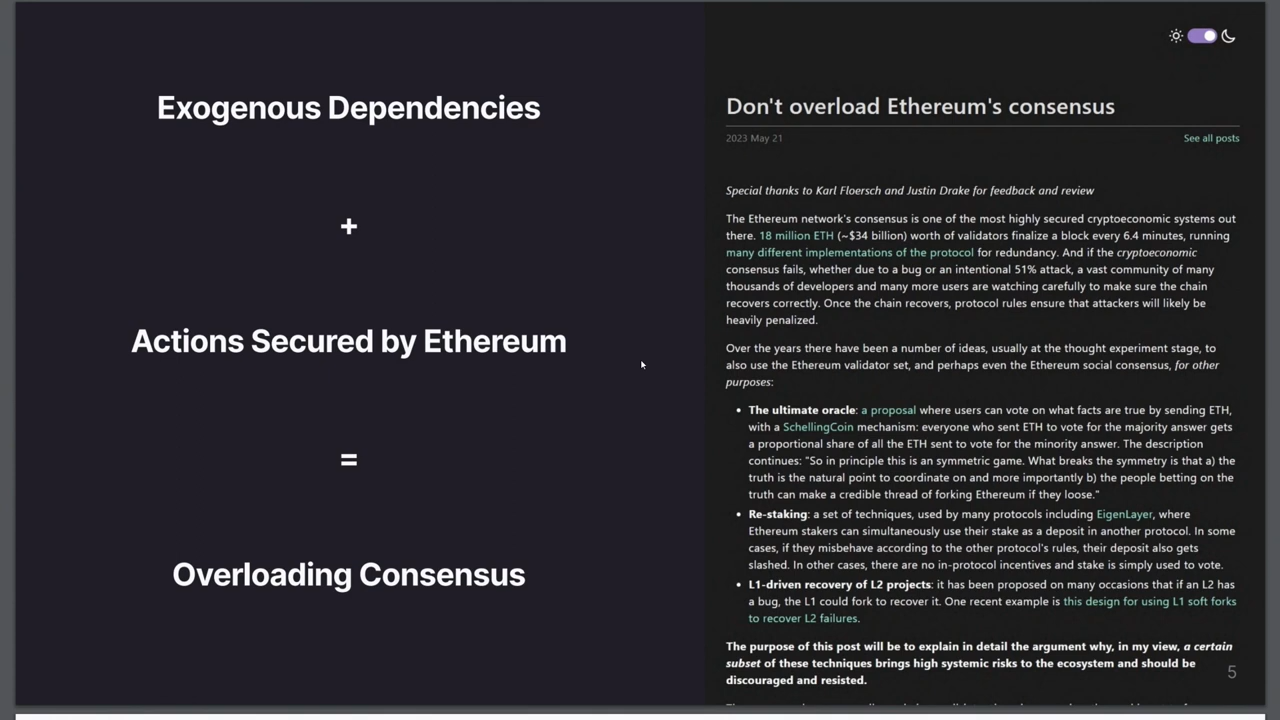 Exogenous Dependencies
+
Actions Secured by Ethereum
=
Overloading Consensus
Don't overload Ethereum's consensus
2023 May 21
See all posts
Special thanks to Karl Floersch and Justin Drake for feedback and review
The Ethereum network's consensus is one of the most highly secured cryptoeconomic systems out
there. 18 million ETH (~$34 billion) worth of validators finalize a block every 6.4 minutes, running
many different implementations of the protocol for redundancy. And if the cryptoeconomic
consensus fails, whether due to a bug or an intentional 51% attack, a vast community of many
thousands of developers and many more users are watching carefully to make sure the chain
recovers correctly. Once the chain recovers, protocol rules ensure that attackers will likely be
heavily penalized.
Over the years there have been a number of ideas, usually at the thought experiment stage, to
also use the Ethereum validator set, and perhaps even the Ethereum social consensus, for other
purposes:
• The ultimate oracle: a proposal where users can vote on what facts are true by sending ETH,
with a SchellingCoin mechanism: everyone who sent ETH to vote for the majority answer gets
a proportional share of all the ETH sent to vote for the minority answer. The description
continues: "So in principle this is an symmetric game. What breaks the symmetry is that a) the
truth is the natural point to coordinate on and more importantly b) the people betting on the
truth can make a credible thread of forking Ethereum if they loose."
• Re-staking: a set of techniques, used by many protocols including EigenLayer, where
Ethereum stakers can simultaneously use their stake as a deposit in another protocol. In some
cases, if they misbehave according to the other protocol's rules, their deposit also gets
slashed. In other cases, there are no in-protocol incentives and stake is simply used to vote.
• L1-driven recovery of L2 projects: it has been proposed on many occasions that if an L2 has
a bug, the L1 could fork to recover it. One recent example is this design for using L1 soft forks
to recover L2 failures.
The purpose of this post will be to explain in detail the argument why, in my view, a certain
subset of these techniques brings high systemic risks to the ecosystem and should be
discouraged and resisted.
5